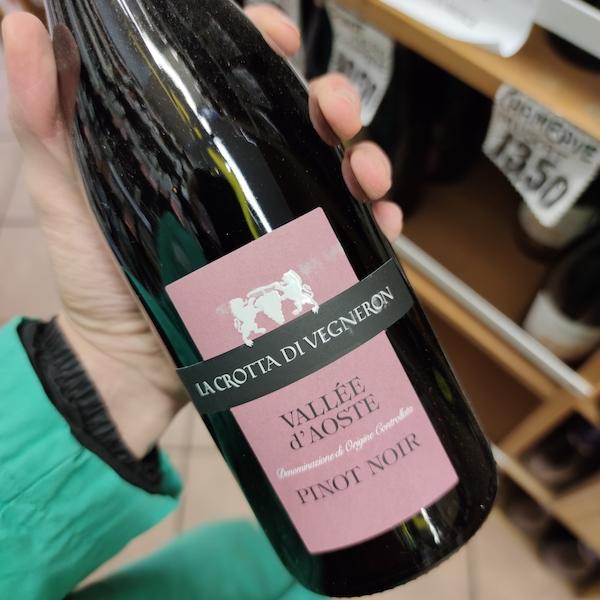 LA CROTTA DI VEGNERON
VALLÉE
d'AOSTE
Denominazione di Origine Controllata
PINOT NOIR
13.50